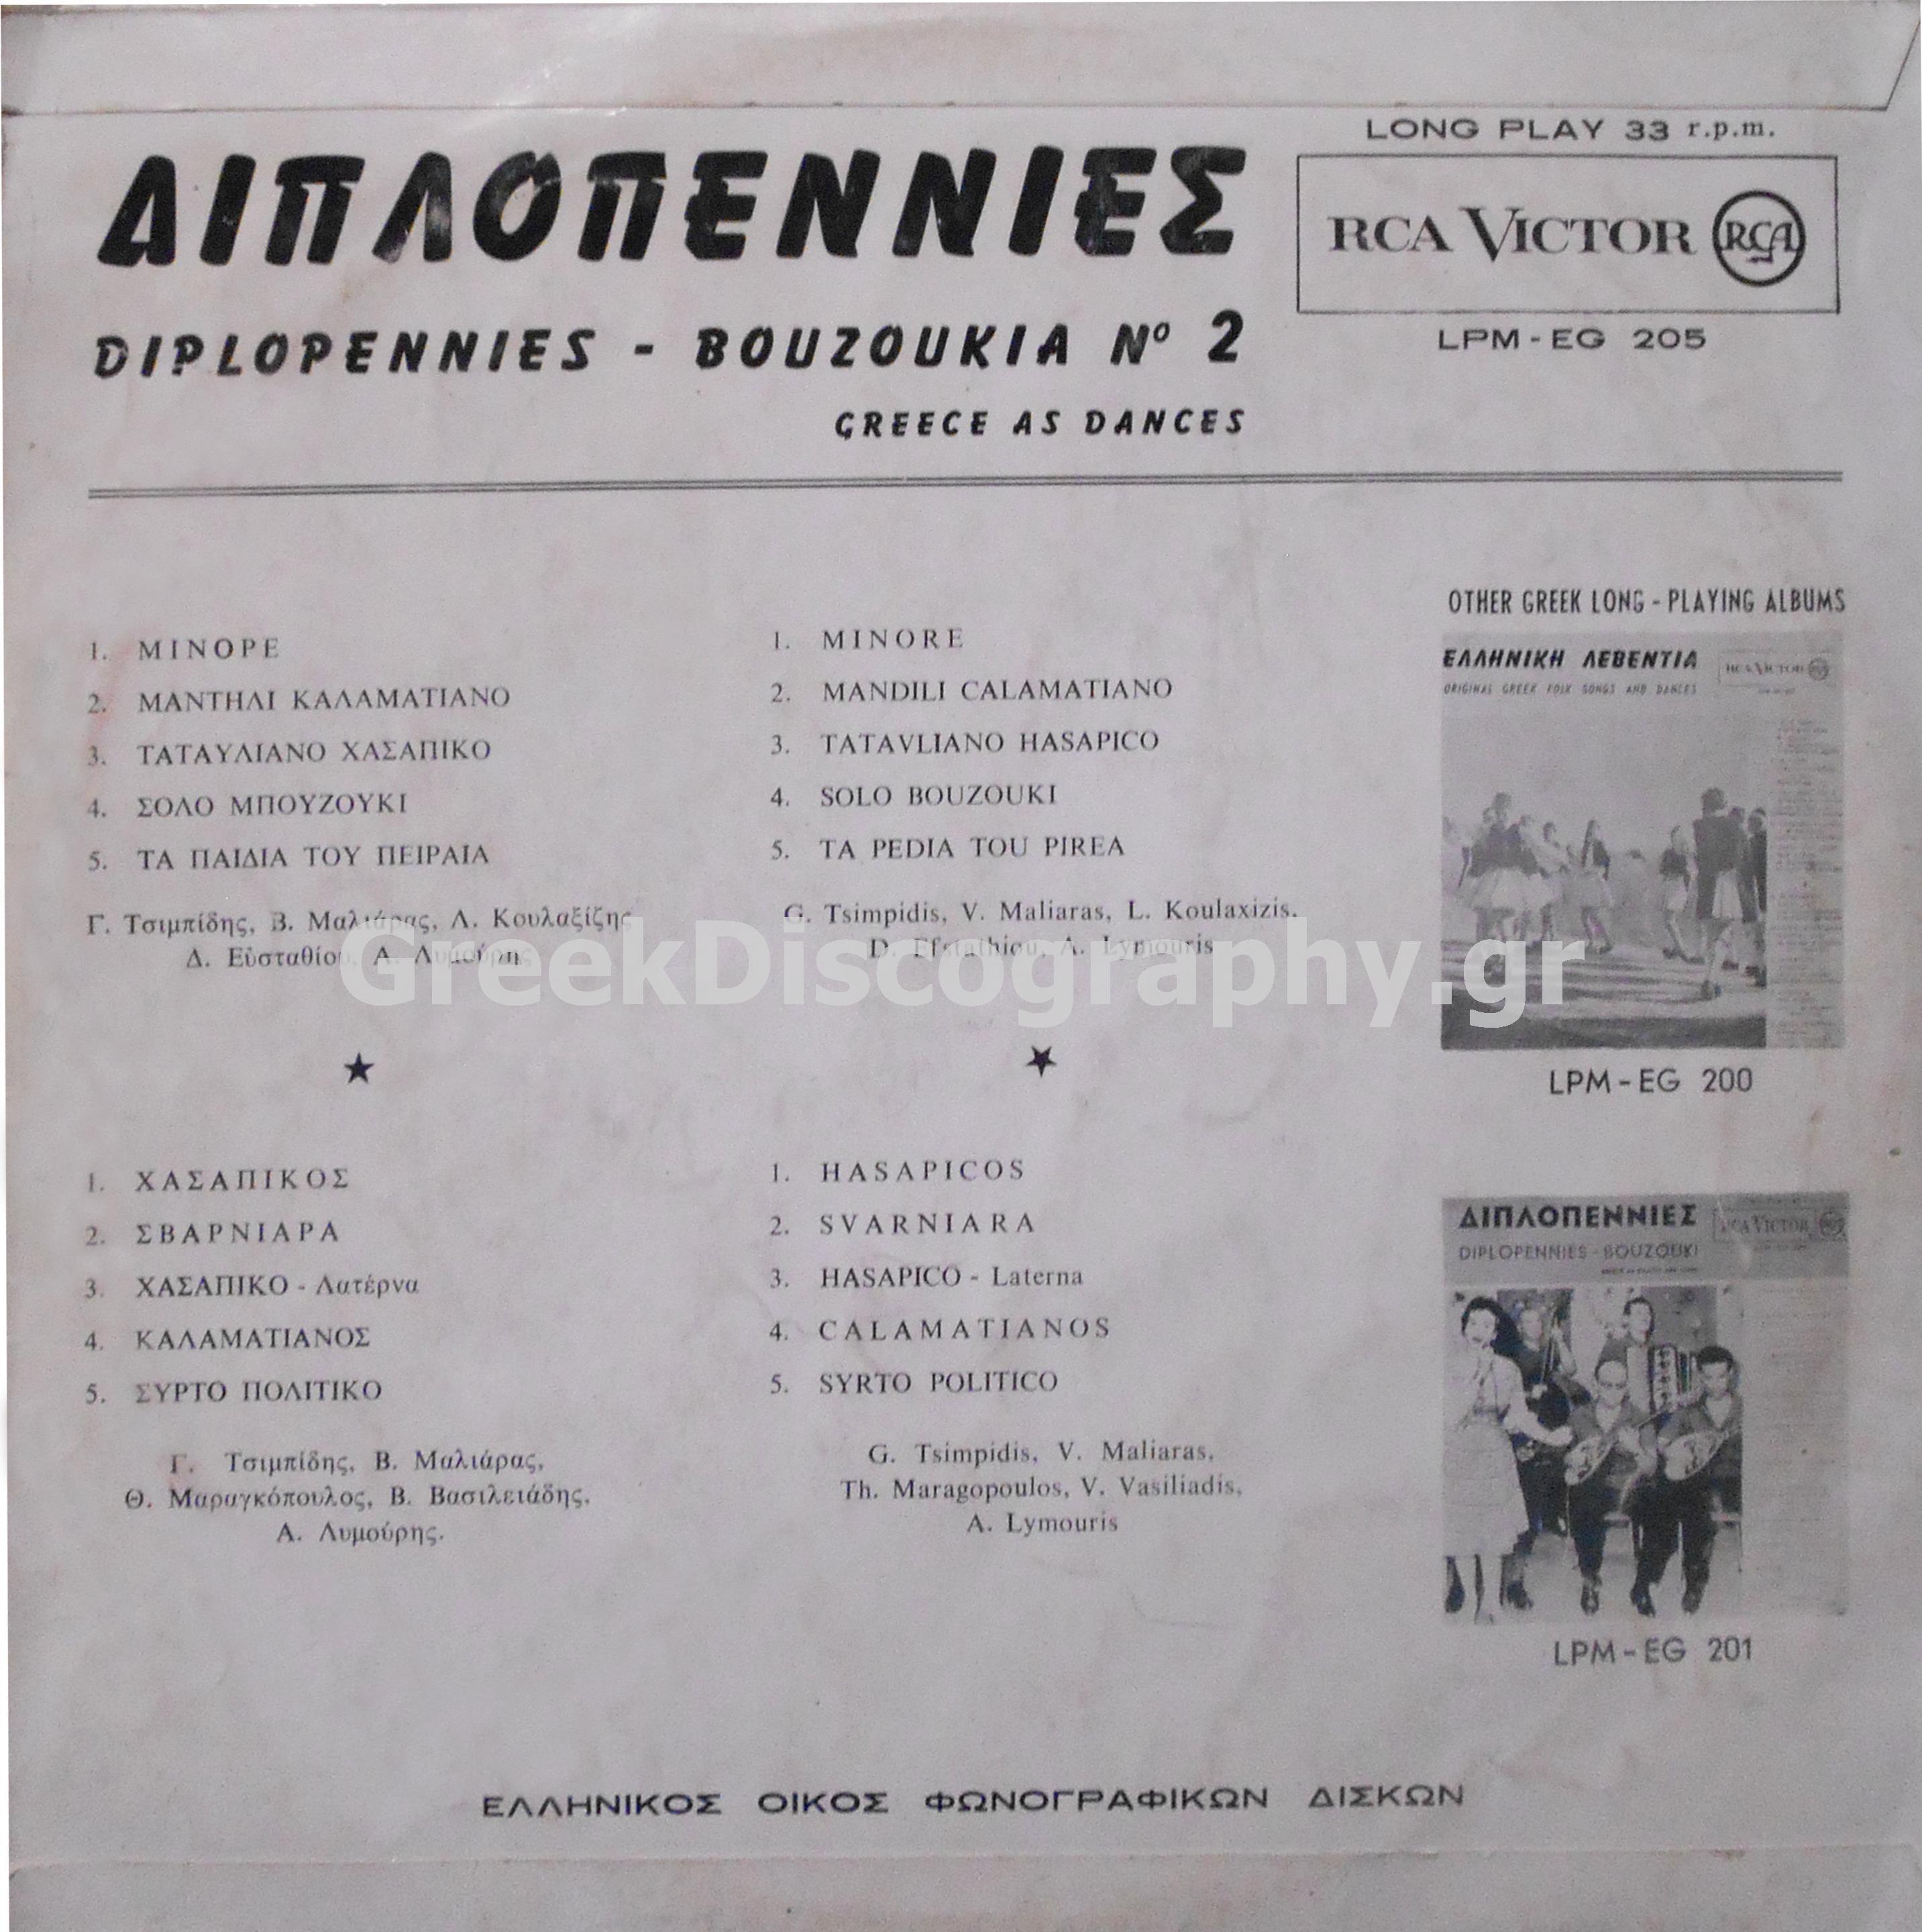 LONG PLAY 33 r.p.m.
ΔΙΠΛΟΠΕΝΝΙΕΣ
RCA VICTOR RCA
DIPLOPENNIES - BOUZOUKIA Nº 2
LPM - EG 205
GREECE AS DANCES
1. ΜΙΝΟΡΕ
2. ΜΑΝΤΗΛΙ ΚΑΛΑΜΑΤΙΑΝΟ
3. ΤΑΤΑΥΛΙΑΝΟ ΧΑΣΑΠΙΚΟ
4. ΣΟΛΟ ΜΠΟΥΖΟΥΚΙ
5. ΤΑ ΠΑΙΔΙΑ ΤΟΥ ΠΕΙΡΑΙΑ
Γ. Τσιμπίδης, Β. Μαλιάρας, Λ. Κουλαξίζης
Δ. Εὐσταθίου, Α. Λυμούρης
1. MINORE
2. MANDILI CALAMATIANO
3. TATAVLIANO HASAPICO
4. SOLO BOUZOUKI
5. TA PEDIA TOU PIREA
G. Tsimpidis, V. Maliaras, L. Koulaxizis.
D. Efstathiou, A. Lymouris
GreekDiscography.gr
★
★
1. ΧΑΣΑΠΙΚΟΣ
2. ΣΒΑΡΝΙΑΡΑ
3. ΧΑΣΑΠΙΚΟ - Λατέρνα
4. ΚΑΛΑΜΑΤΙΑΝΟΣ
5. ΣΥΡΤΟ ΠΟΛΙΤΙΚΟ
Γ. Τσιμπίδης, Β. Μαλιάρας,
Θ. Μαραγκόπουλος, Β. Βασιλειάδης,
Α. Λυμούρης.
1. HASAPICOS
2. SVARNIARA
3. HASAPICO - Laterna
4. CALAMATIANOS
5. SYRTO POLITICO
G. Tsimpidis, V. Maliaras,
Th. Maragopoulos, V. Vasiliadis,
A. Lymouris
OTHER GREEK LONG - PLAYING ALBUMS
ΕΛΛΗΝΙΚΗ ΛΕΒΕΝΤΙΑ
RCA VICTOR
ORIGINAL GREEK FOLK SONGS AND DANCES
LPM - EG 200
ΔΙΠΛΟΠΕΝΝΙΕΣ
RCA VICTOR
DIPLOPENNIES - BOUZOUKI
LPM - EG 201
ΕΛΛΗΝΙΚΟΣ ΟΙΚΟΣ ΦΩΝΟΓΡΑΦΙΚΩΝ ΔΙΣΚΩΝ